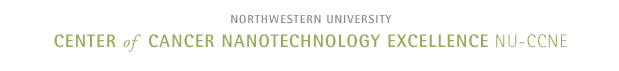 NORTHWESTERN UNIVERSITY
CENTER of CANCER NANOTECHNOLOGY EXCELLENCE NU-CCNE